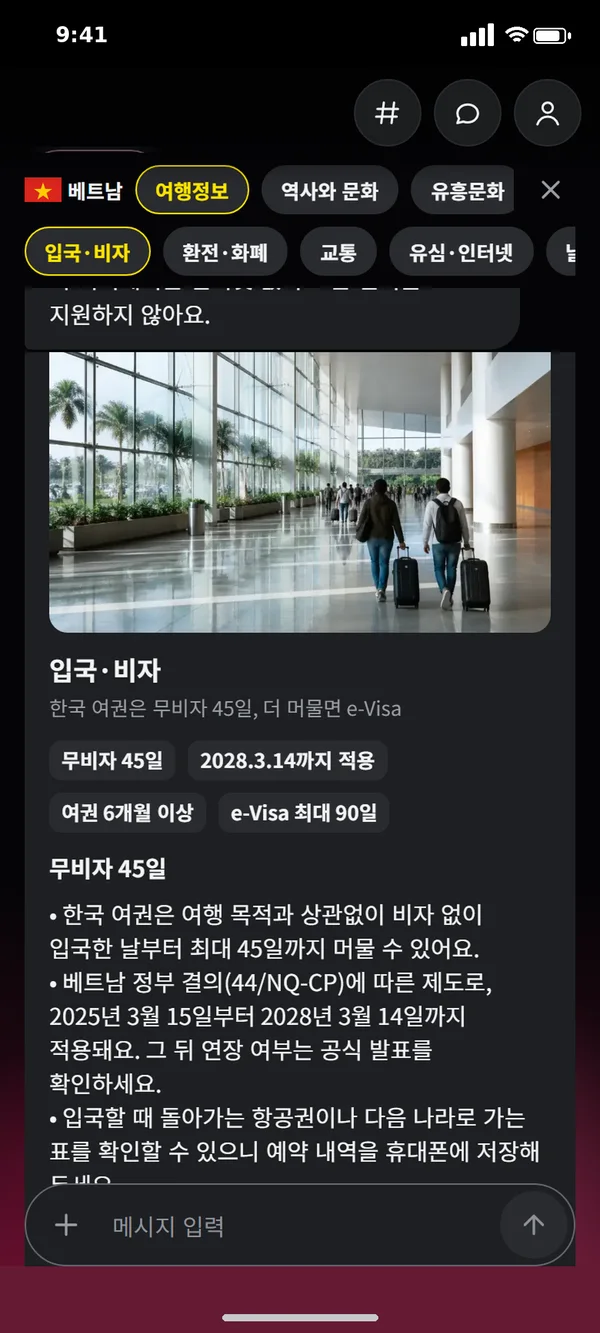 9:41
베트남
여행정보
역사와 문화
유흥문화
입국·비자
환전·화폐
교통
유심·인터넷
지원하지 않아요.
입국·비자
한국 여권은 무비자 45일, 더 머물면 e-Visa
무비자 45일
2028.3.14까지 적용
여권 6개월 이상
e-Visa 최대 90일
무비자 45일
• 한국 여권은 여행 목적과 상관없이 비자 없이
입국한 날부터 최대 45일까지 머물 수 있어요.
• 베트남 정부 결의(44/NQ-CP)에 따른 제도로,
2025년 3월 15일부터 2028년 3월 14일까지
적용돼요. 그 뒤 연장 여부는 공식 발표를
확인하세요.
• 입국할 때 돌아가는 항공권이나 다음 나라로 가는
표를 확인할 수 있으니 예약 내역을 휴대폰에 저장해
메시지 입력